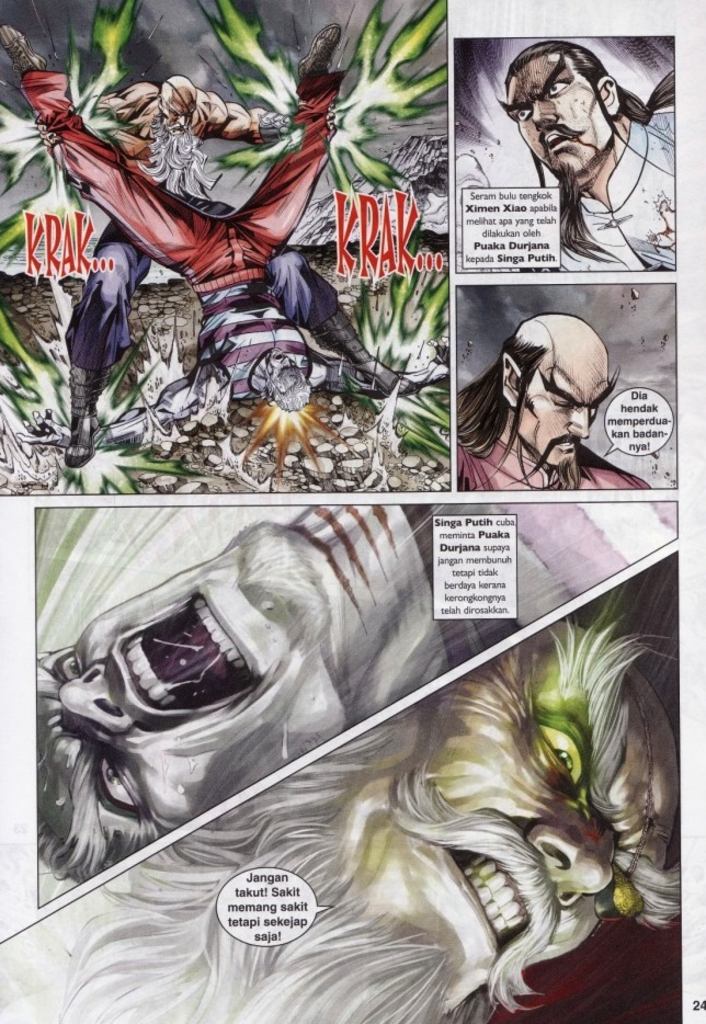 KRAK...
KRAK...
Seram bulu tengkok
Ximen Xiao apabila
melihat apa yang telah
dilakukan oleh
Puaka Durjana
kepada Singa Putih.
Dia
hendak
memperdua-
kan badan-
nya!
Singa Putih cuba
meminta Puaka
Durjana supaya
jangan membunuh
tetapi tidak
berdaya kerana
kerongkongnya
telah dirosakkan.
Jangan
takut! Sakit
memang sakit
tetapi sekejap
saja!
24